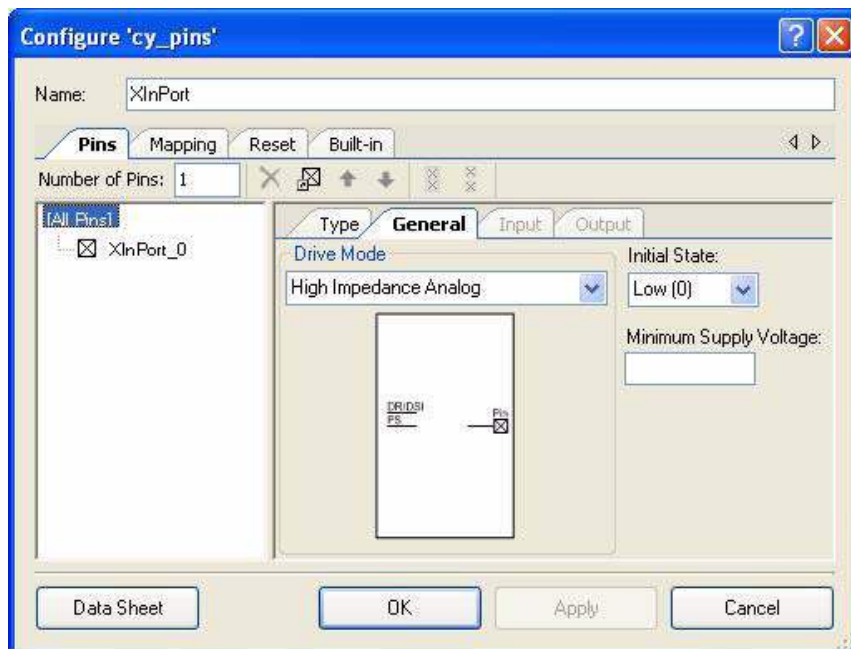 Configure 'cy_pins'
Name: XInPort
Pins Mapping Reset Built-in
Number of Pins: 1
[All Pins]
XInPort_0
Type General Input Output
Drive Mode
High Impedance Analog
Initial State:
Low (0)
Minimum Supply Voltage:
DR/DSI
PS
Pin
Data Sheet OK Apply Cancel